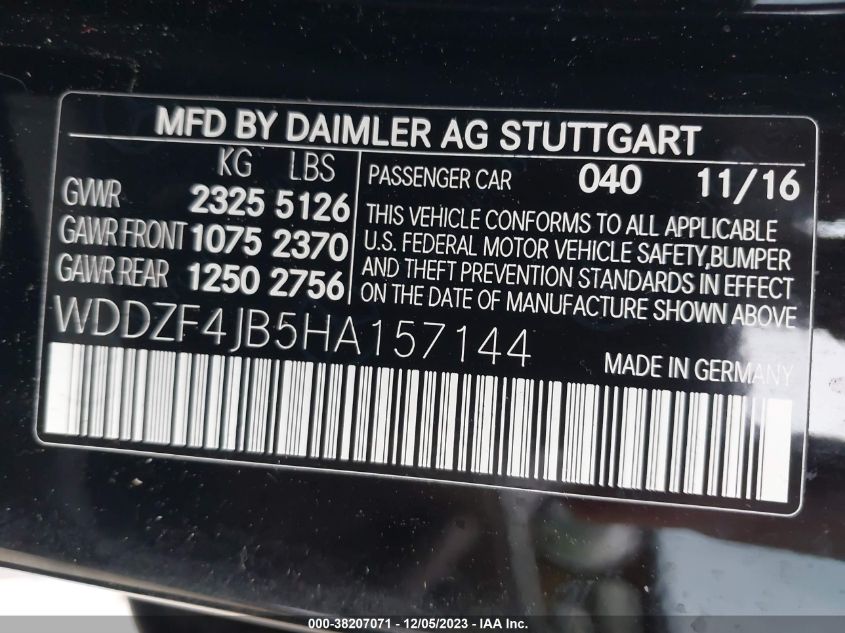 MFD BY DAIMLER AG STUTTGART
KG LBS
GVWR 2325 5126
GAWR FRONT 1075 2370
GAWR REAR 1250 2756
PASSENGER CAR 040 11/16
THIS VEHICLE CONFORMS TO ALL APPLICABLE
U.S. FEDERAL MOTOR VEHICLE SAFETY,BUMPER
AND THEFT PREVENTION STANDARDS IN EFFECT
ON THE DATE OF MANUFACTURE SHOWN ABOVE
WDDZF4JB5HA157144
MADE IN GERMANY
000-38207071 - 12/05/2023 - IAA Inc.